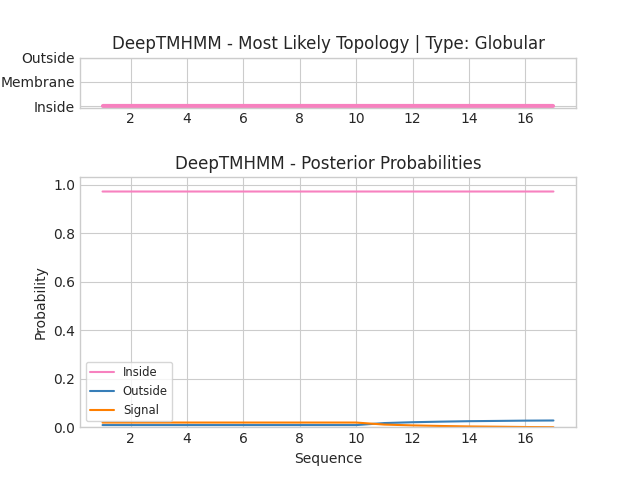 DeepTMHMM - Most Likely Topology | Type: Globular
Outside
Membrane
Inside
2 4 6 8 10 12 14 16
DeepTMHMM - Posterior Probabilities
1.0
0.8
0.6
0.4
0.2
0.0
Probability
Inside
Outside
Signal
2 4 6 8 10 12 14 16
Sequence